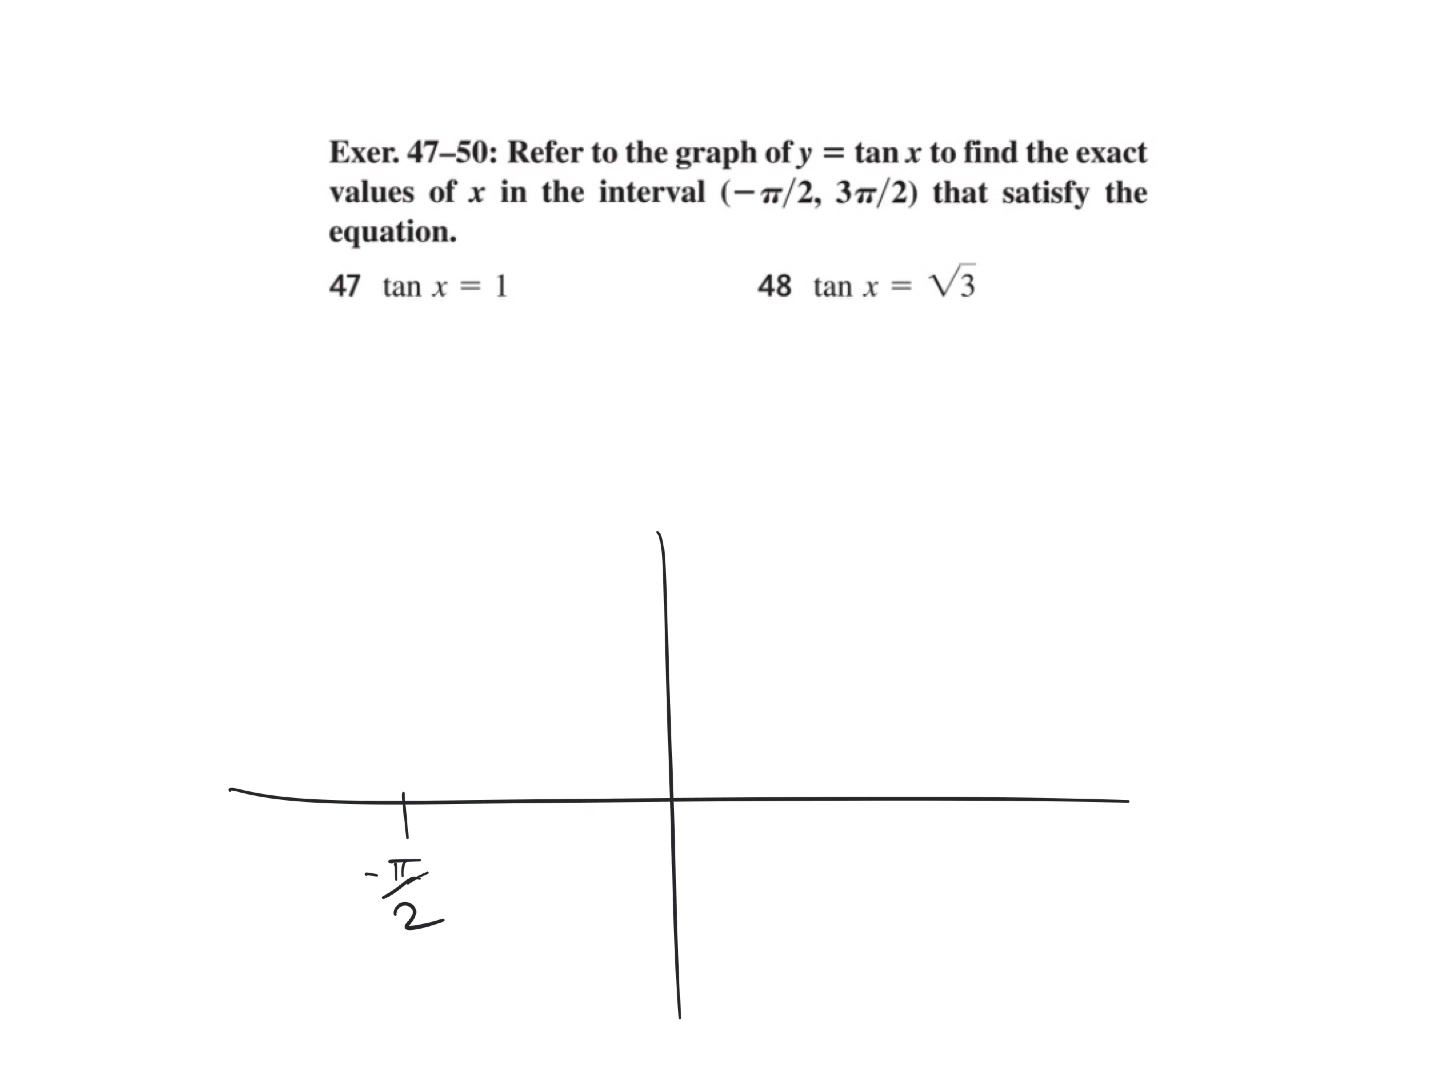 Exer. 47–50: Refer to the graph of y = tan x to find the exact
values of x in the interval (−π/2, 3π/2) that satisfy the
equation.
47 tan x = 1
48 tan x = √3
-π/2